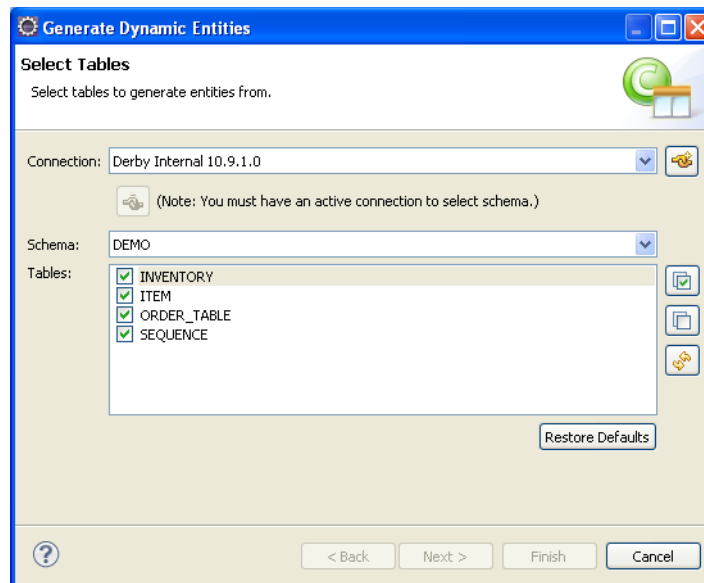 Generate Dynamic Entities
Select Tables
Select tables to generate entities from.
Connection: Derby Internal 10.9.1.0
(Note: You must have an active connection to select schema.)
Schema: DEMO
Tables: INVENTORY
ITEM
ORDER_TABLE
SEQUENCE
Restore Defaults
< Back Next > Finish Cancel